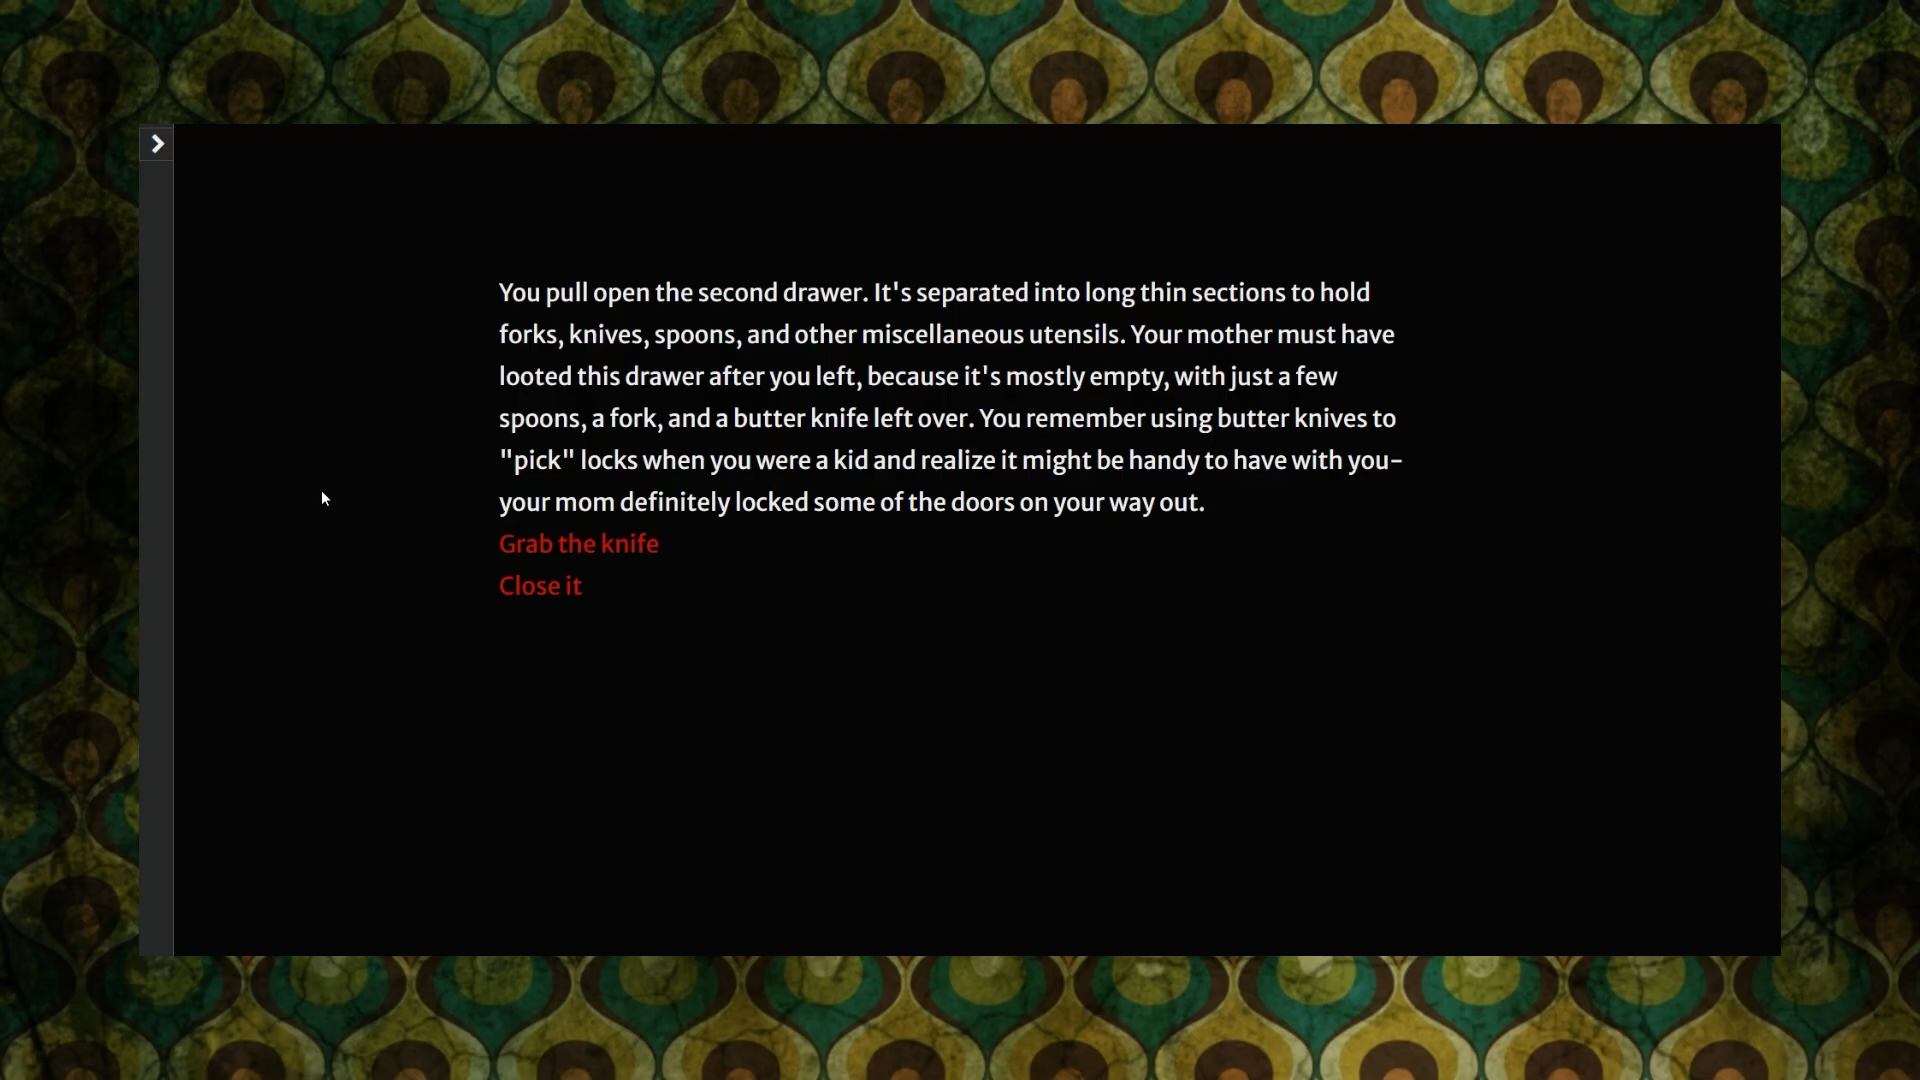 You pull open the second drawer. It's separated into long thin sections to hold
forks, knives, spoons, and other miscellaneous utensils. Your mother must have
looted this drawer after you left, because it's mostly empty, with just a few
spoons, a fork, and a butter knife left over. You remember using butter knives to
"pick" locks when you were a kid and realize it might be handy to have with you–
your mom definitely locked some of the doors on your way out.
Grab the knife
Close it